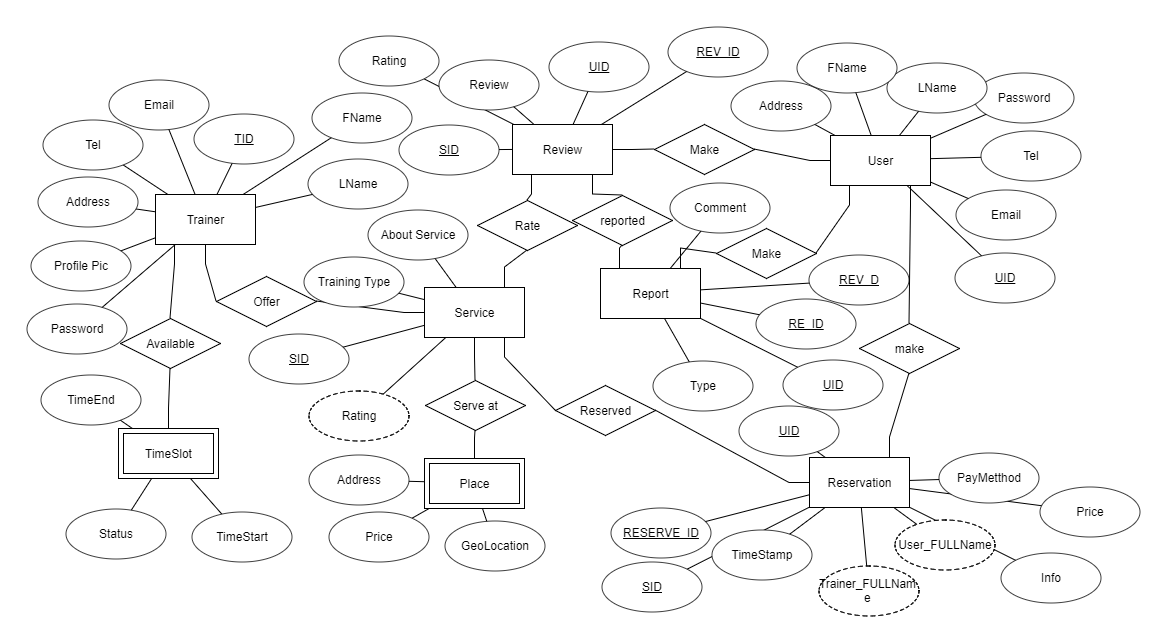 REV_ID
Rating
UID
FName
Review
LName
Password
Email
Address
FName
TID
Tel
SID
Review
Make
User
Tel
LName
Address
Comment
Email
Trainer
Rate
reported
About Service
Make
Profile Pic
Training Type
REV_D
UID
Offer
Report
Service
RE_ID
Password
Available
make
SID
Type
UID
TimeEnd
Rating
Serve at
Reserved
UID
TimeSlot
Address
Place
Reservation
PayMetthod
Price
Status
TimeStart
Price
GeoLocation
RESERVE_ID
TimeStamp
User_FULLName
Info
SID
Trainer_FULLNam
e